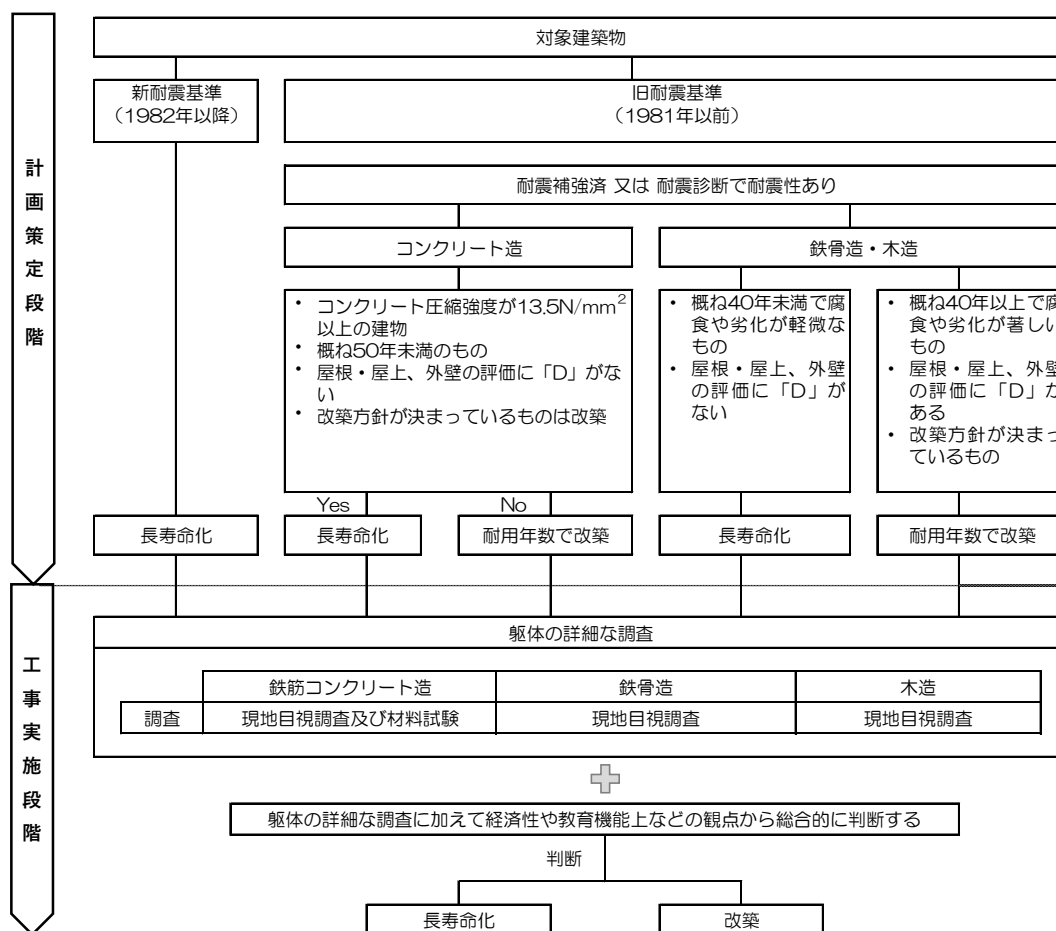 計画策定段階
対象建築物
新耐震基準
（1982年以降）
旧耐震基準
（1981年以前）
耐震補強済 又は 耐震診断で耐震性あり
コンクリート造
鉄骨造・木造
・ コンクリート圧縮強度が13.5N/mm²
以上の建物
・ 概ね50年未満のもの
・ 屋根・屋上、外壁の評価に「D」がな
い
・ 改築方針が決まっているものは改築
・ 概ね40年未満で腐
食や劣化が軽微な
もの
・ 屋根・屋上、外壁
の評価に「D」が
ない
・ 概ね40年以上で腐
食や劣化が著しい
もの
・ 屋根・屋上、外壁
の評価に「D」が
ある
・ 改築方針が決まっ
ているもの
Yes
No
長寿命化
長寿命化
耐用年数で改築
長寿命化
耐用年数で改築
工事実施段階
躯体の詳細な調査
鉄筋コンクリート造
鉄骨造
木造
調査
現地目視調査及び材料試験
現地目視調査
現地目視調査
躯体の詳細な調査に加えて経済性や教育機能上などの観点から総合的に判断する
判断
長寿命化
改築